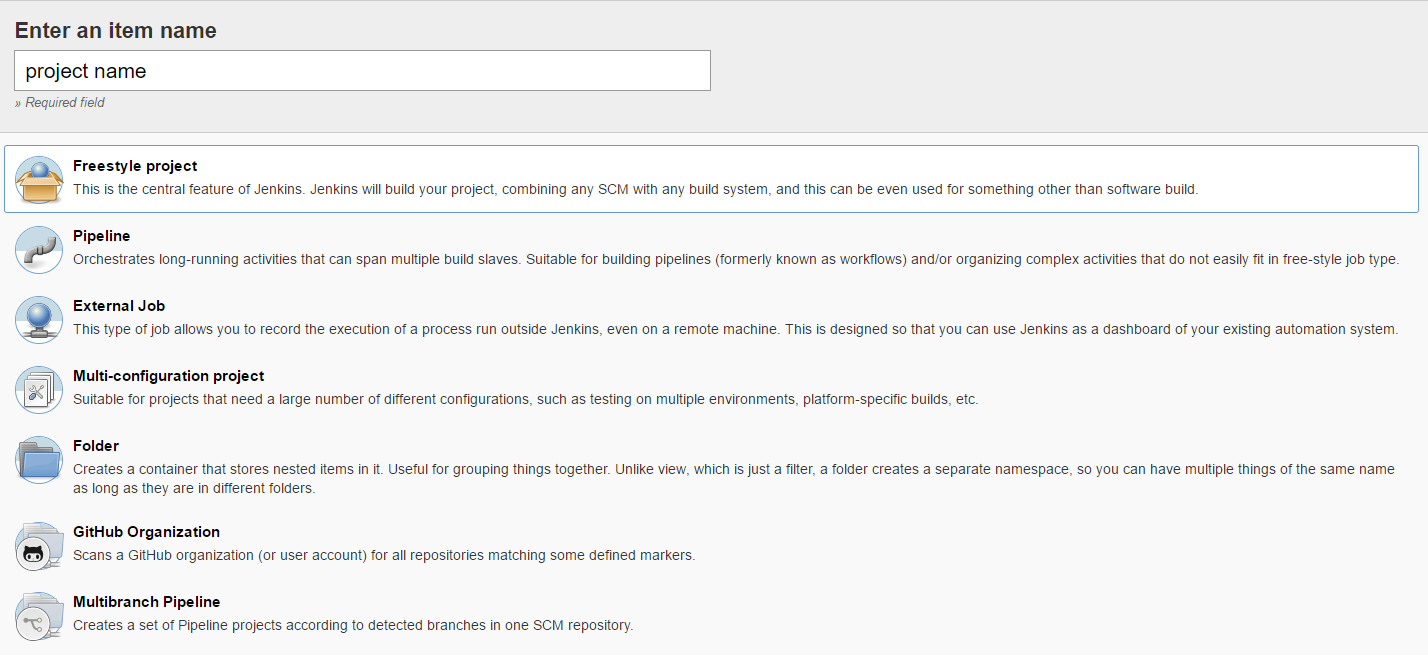 Enter an item name
project name
» Required field
Freestyle project
This is the central feature of Jenkins. Jenkins will build your project, combining any SCM with any build system, and this can be even used for something other than software build.
Pipeline
Orchestrates long-running activities that can span multiple build slaves. Suitable for building pipelines (formerly known as workflows) and/or organizing complex activities that do not easily fit in free-style job type.
External Job
This type of job allows you to record the execution of a process run outside Jenkins, even on a remote machine. This is designed so that you can use Jenkins as a dashboard of your existing automation system.
Multi-configuration project
Suitable for projects that need a large number of different configurations, such as testing on multiple environments, platform-specific builds, etc.
Folder
Creates a container that stores nested items in it. Useful for grouping things together. Unlike view, which is just a filter, a folder creates a separate namespace, so you can have multiple things of the same name
as long as they are in different folders.
GitHub Organization
Scans a GitHub organization (or user account) for all repositories matching some defined markers.
Multibranch Pipeline
Creates a set of Pipeline projects according to detected branches in one SCM repository.